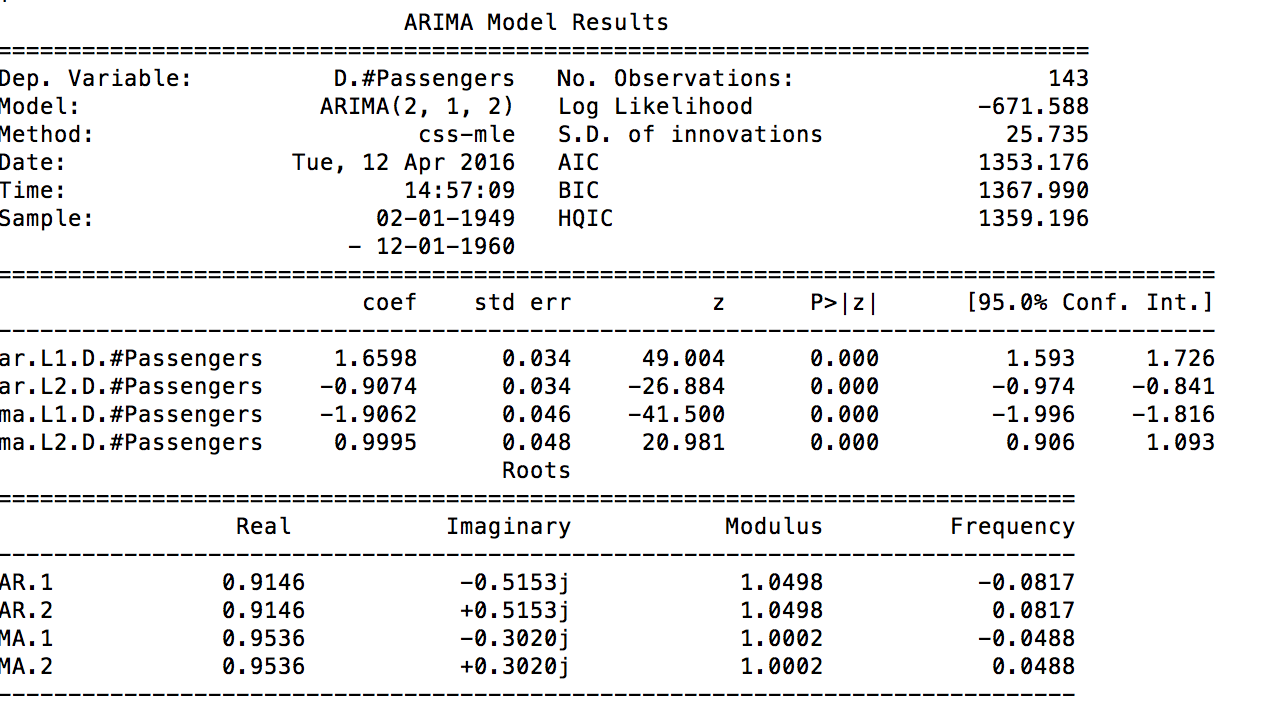 ARIMA Model Results
==============================================================================
Dep. Variable: D.#Passengers No. Observations: 143
Model: ARIMA(2, 1, 2) Log Likelihood -671.588
Method: css-mle S.D. of innovations 25.735
Date: Tue, 12 Apr 2016 AIC 1353.176
Time: 14:57:09 BIC 1367.990
Sample: 02-01-1949 HQIC 1359.196
- 12-01-1960
=======================================================================================
coef std err z P>|z| [95.0% Conf. Int.]
---------------------------------------------------------------------------------------
ar.L1.D.#Passengers 1.6598 0.034 49.004 0.000 1.593 1.726
ar.L2.D.#Passengers -0.9074 0.034 -26.884 0.000 -0.974 -0.841
ma.L1.D.#Passengers -1.9062 0.046 -41.500 0.000 -1.996 -1.816
ma.L2.D.#Passengers 0.9995 0.048 20.981 0.000 0.906 1.093
Roots
=============================================================================
Real Imaginary Modulus Frequency
-----------------------------------------------------------------------------
AR.1 0.9146 -0.5153j 1.0498 -0.0817
AR.2 0.9146 +0.5153j 1.0498 0.0817
MA.1 0.9536 -0.3020j 1.0002 -0.0488
MA.2 0.9536 +0.3020j 1.0002 0.0488
-----------------------------------------------------------------------------